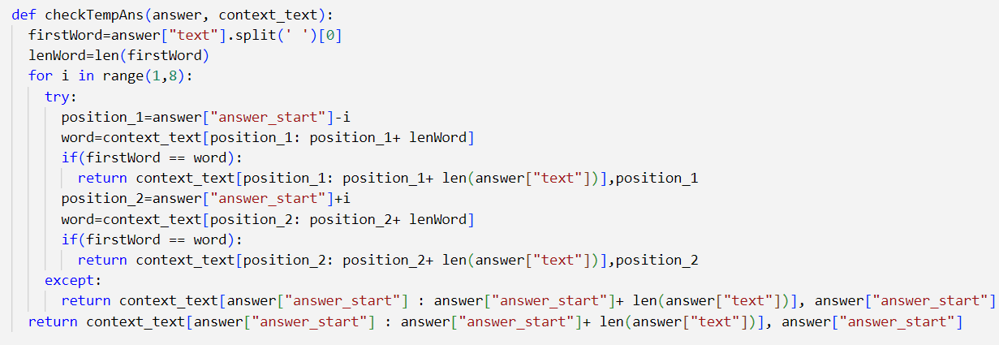 def checkTempAns(answer, context_text):
  firstWord=answer["text"].split(' ')[0]
  lenWord=len(firstWord)
  for i in range(1,8):
    try:
      position_1=answer["answer_start"]-i
      word=context_text[position_1: position_1+ lenWord]
      if(firstWord == word):
        return context_text[position_1: position_1+ len(answer["text"])],position_1
      position_2=answer["answer_start"]+i
      word=context_text[position_2: position_2+ lenWord]
      if(firstWord == word):
        return context_text[position_2: position_2+ len(answer["text"])],position_2
    except:
      return context_text[answer["answer_start"] : answer["answer_start"]+ len(answer["text"])], answer["answer_start"]
  return context_text[answer["answer_start"] : answer["answer_start"]+ len(answer["text"])], answer["answer_start"]